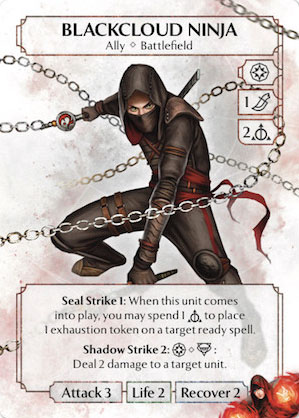 BLACKCLOUD NINJA
Ally ◇ Battlefield
1
2
Seal Strike 1: When this unit comes
into play, you may spend 1 to place
1 exhaustion token on a target ready spell.
Shadow Strike 2: ◇ :
Deal 2 damage to a target unit.
Attack 3 Life 2 Recover 2